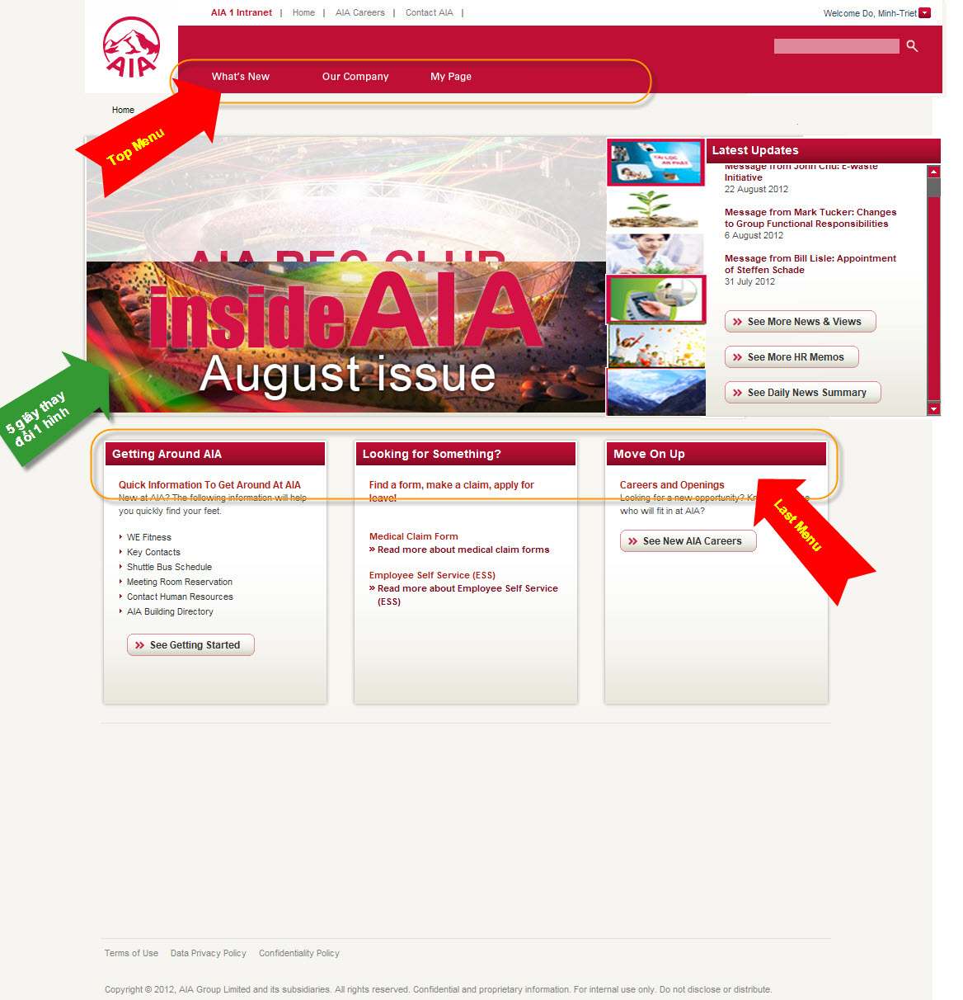 AIA 1 Intranet | Home | AIA Careers | Contact AIA |
Welcome Do, Minh-Triet
AIA
What's New Our Company My Page
Home
Top Menu
Latest Updates
Message from John Chu: E-waste
Initiative
22 August 2012
Message from Mark Tucker: Changes
to Group Functional Responsibilities
6 August 2012
Message from Bill Lisle: Appointment
of Steffen Schade
31 July 2012
See More News & Views
See More HR Memos
See Daily News Summary
TÀI LỘC
AN PHÁT
AIA REC CLUB
insideAIA
August issue
5 giây thay
đổi 1 hình
Getting Around AIA
Quick Information To Get Around At AIA
New at AIA? The following information will help
you quickly find your feet.
WE Fitness
Key Contacts
Shuttle Bus Schedule
Meeting Room Reservation
Contact Human Resources
AIA Building Directory
See Getting Started
Looking for Something?
Find a form, make a claim, apply for
leave!
Medical Claim Form
» Read more about medical claim forms
Employee Self Service (ESS)
» Read more about Employee Self Service
(ESS)
Move On Up
Careers and Openings
Looking for a new opportunity?
who will fit in at AIA?
See New AIA Careers
Last Menu
Terms of Use Data Privacy Policy Confidentiality Policy
Copyright © 2012, AIA Group Limited and its subsidiaries. All rights reserved. Confidential and proprietary information. For internal use only. Do not disclose or distribute.